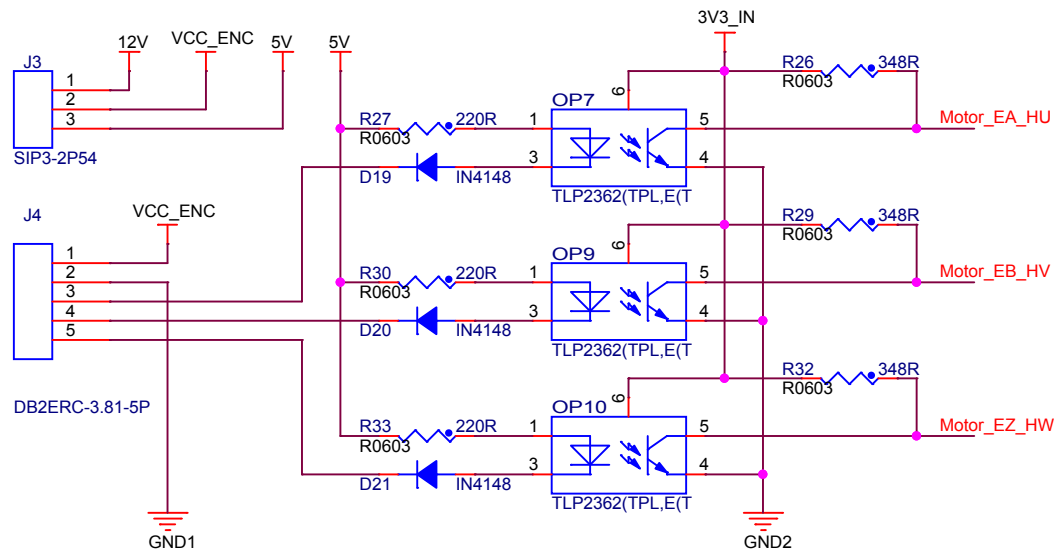 J3
1
2
3
SIP3-2P54
12V
VCC_ENC
5V
5V
3V3_IN
J4
1
2
3
4
5
DB2ERC-3.81-5P
VCC_ENC
GND1
R27
220R
R0603
D19
IN4148
OP7
1
3
6
5
4
TLP2362(TPL,E(T
R26
348R
R0603
Motor_EA_HU
R30
220R
R0603
D20
IN4148
OP9
1
3
6
5
4
TLP2362(TPL,E(T
R29
348R
R0603
Motor_EB_HV
R33
220R
R0603
D21
IN4148
OP10
1
3
6
5
4
TLP2362(TPL,E(T
R32
348R
R0603
Motor_EZ_HW
GND2